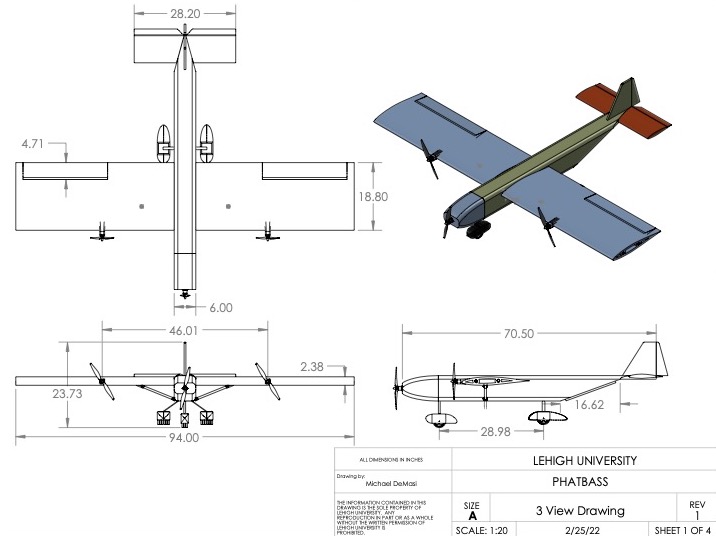 28.20
4.71
18.80
6.00
46.01
2.38
23.73
94.00
70.50
16.62
28.98
ALL DIMENSIONS IN INCHES
LEHIGH UNIVERSITY
Drawing by:
Michael DeMasi
PHATBASS
THE INFORMATION CONTAINED IN THIS
DRAWING IS THE SOLE PROPERTY OF
LEHIGH UNIVERSITY. ANY
REPRODUCTION IN PART OR AS A WHOLE
WITHOUT THE WRITTEN PERMISSION OF
LEHIGH UNIVERSITY IS
PROHIBITED.
SIZE
A
3 View Drawing
REV
1
SCALE: 1:20
2/25/22
SHEET 1 OF 4